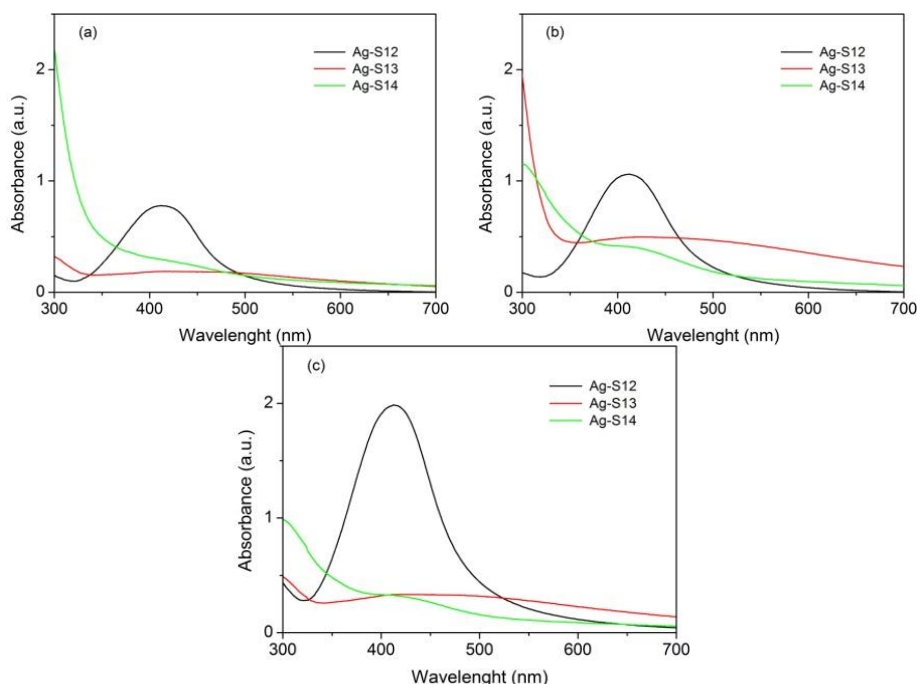 (a)
Ag-S12
Ag-S13
Ag-S14
2
1
0
300 400 500 600 700
Absorbance (a.u.)
Wavelenght (nm)
(b)
Ag-S12
Ag-S13
Ag-S14
2
1
0
300 400 500 600 700
Absorbance (a.u.)
Wavelenght (nm)
(c)
Ag-S12
Ag-S13
Ag-S14
2
1
0
300 400 500 600 700
Absorbance (a.u.)
Wavelenght (nm)